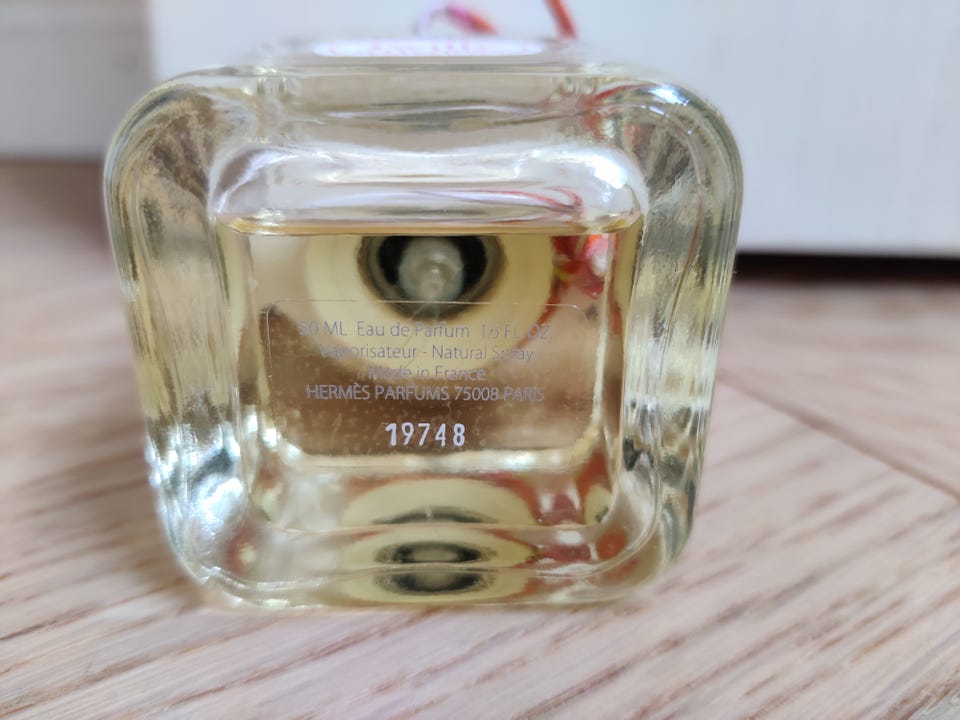 50 ML Eau de Parfum 1.6 FL.OZ.
Vaporisateur - Natural Spray
Made in France
HERMÈS PARFUMS 75008 PARIS
19748